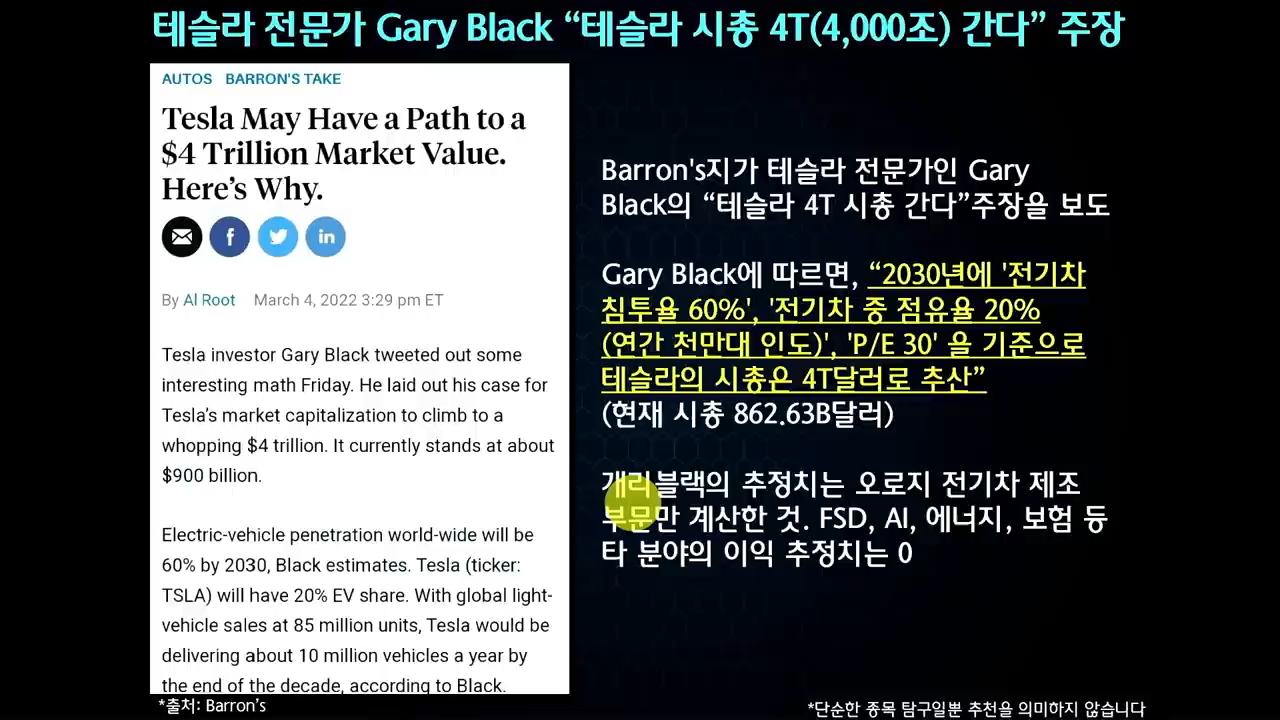 테슬라 전문가 Gary Black “테슬라 시총 4T(4,000조) 간다” 주장
AUTOS BARRON'S TAKE
Tesla May Have a Path to a
$4 Trillion Market Value.
Here’s Why.
f
in
By Al Root March 4, 2022 3:29 pm ET
Tesla investor Gary Black tweeted out some
interesting math Friday. He laid out his case for
Tesla’s market capitalization to climb to a
whopping $4 trillion. It currently stands at about
$900 billion.
Electric-vehicle penetration world-wide will be
60% by 2030, Black estimates. Tesla (ticker:
TSLA) will have 20% EV share. With global light-
vehicle sales at 85 million units, Tesla would be
delivering about 10 million vehicles a year by
the end of the decade, according to Black.
*출처: Barron’s
Barron's지가 테슬라 전문가인 Gary
Black의 “테슬라 4T 시총 간다”주장을 보도
Gary Black에 따르면, “2030년에 '전기차
침투율 60%', '전기차 중 점유율 20%
(연간 천만대 인도)', 'P/E 30' 을 기준으로
테슬라의 시총은 4T달러로 추산”
(현재 시총 862.63B달러)
개리블랙의 추정치는 오로지 전기차 제조
부문만 계산한 것. FSD, AI, 에너지, 보험 등
타 분야의 이익 추정치는 0
*단순한 종목 탐구일뿐 추천을 의미하지 않습니다